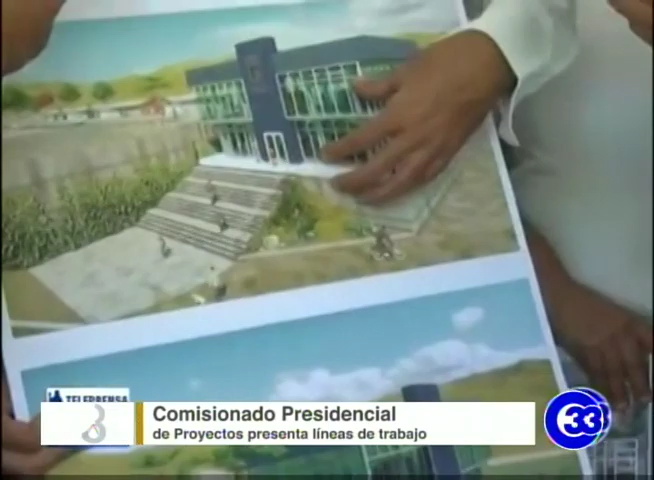 TELEPRENSA
Comisionado Presidencial
de Proyectos presenta líneas de trabajo
33